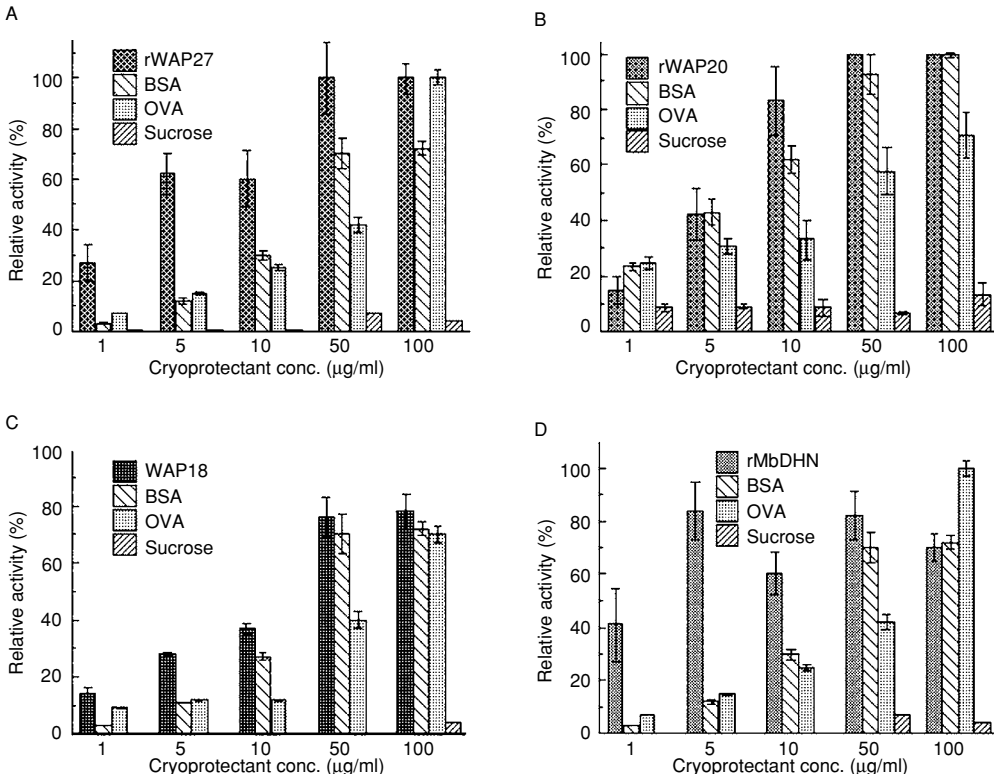 A
Relative activity (%)
100
80
60
40
20
0
rWAP27
BSA
OVA
Sucrose
1 5 10 50 100
Cryoprotectant conc. (μg/ml)
B
Relative activity (%)
100
80
60
40
20
0
rWAP20
BSA
OVA
Sucrose
1 5 10 50 100
Cryoprotectant conc. (μg/ml)
C
Relative activity (%)
100
80
60
40
20
0
WAP18
BSA
OVA
Sucrose
1 5 10 50 100
Cryoprotectant conc. (μg/ml)
D
Relative activity (%)
100
80
60
40
20
0
rMbDHN
BSA
OVA
Sucrose
1 5 10 50 100
Cryoprotectant conc. (μg/ml)